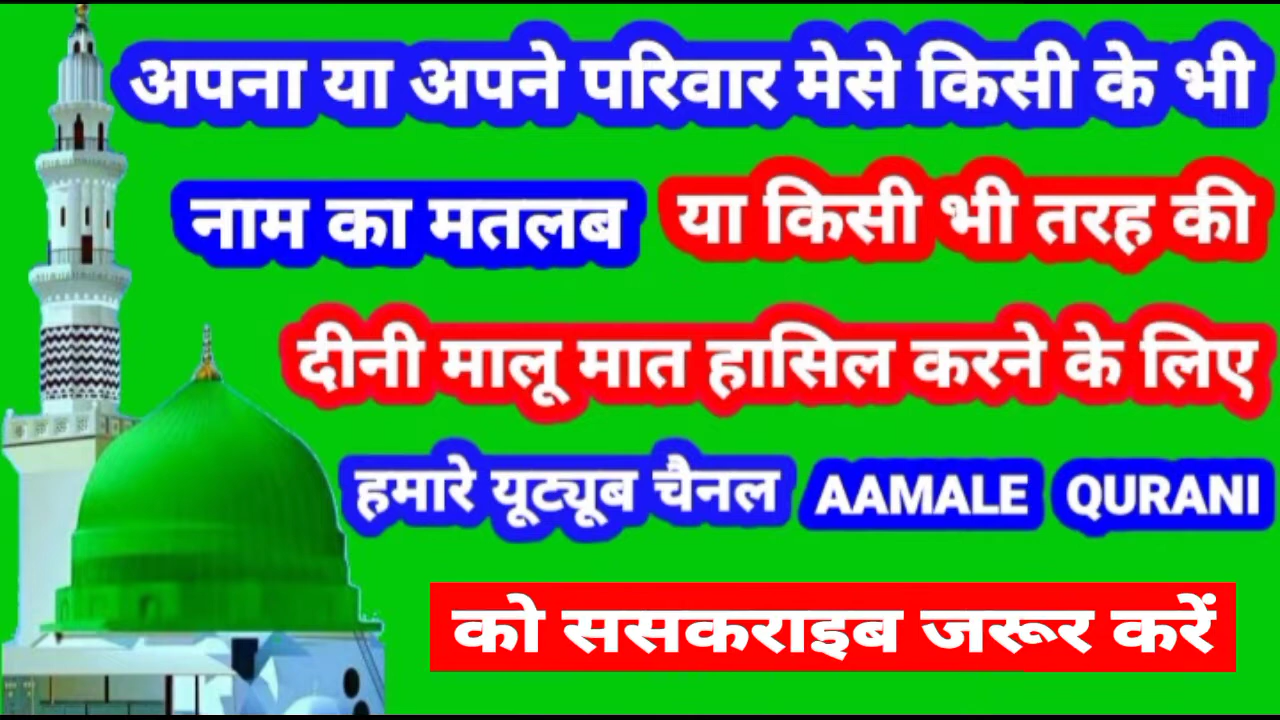 अपना या अपने परिवार मेसे किसी के भी
नाम का मतलब या किसी भी तरह की
दीनी मालू मात हासिल करने के लिए
हमारे यूट्यूब चैनल AAMALE QURANI
को ससकराइब जरूर करें